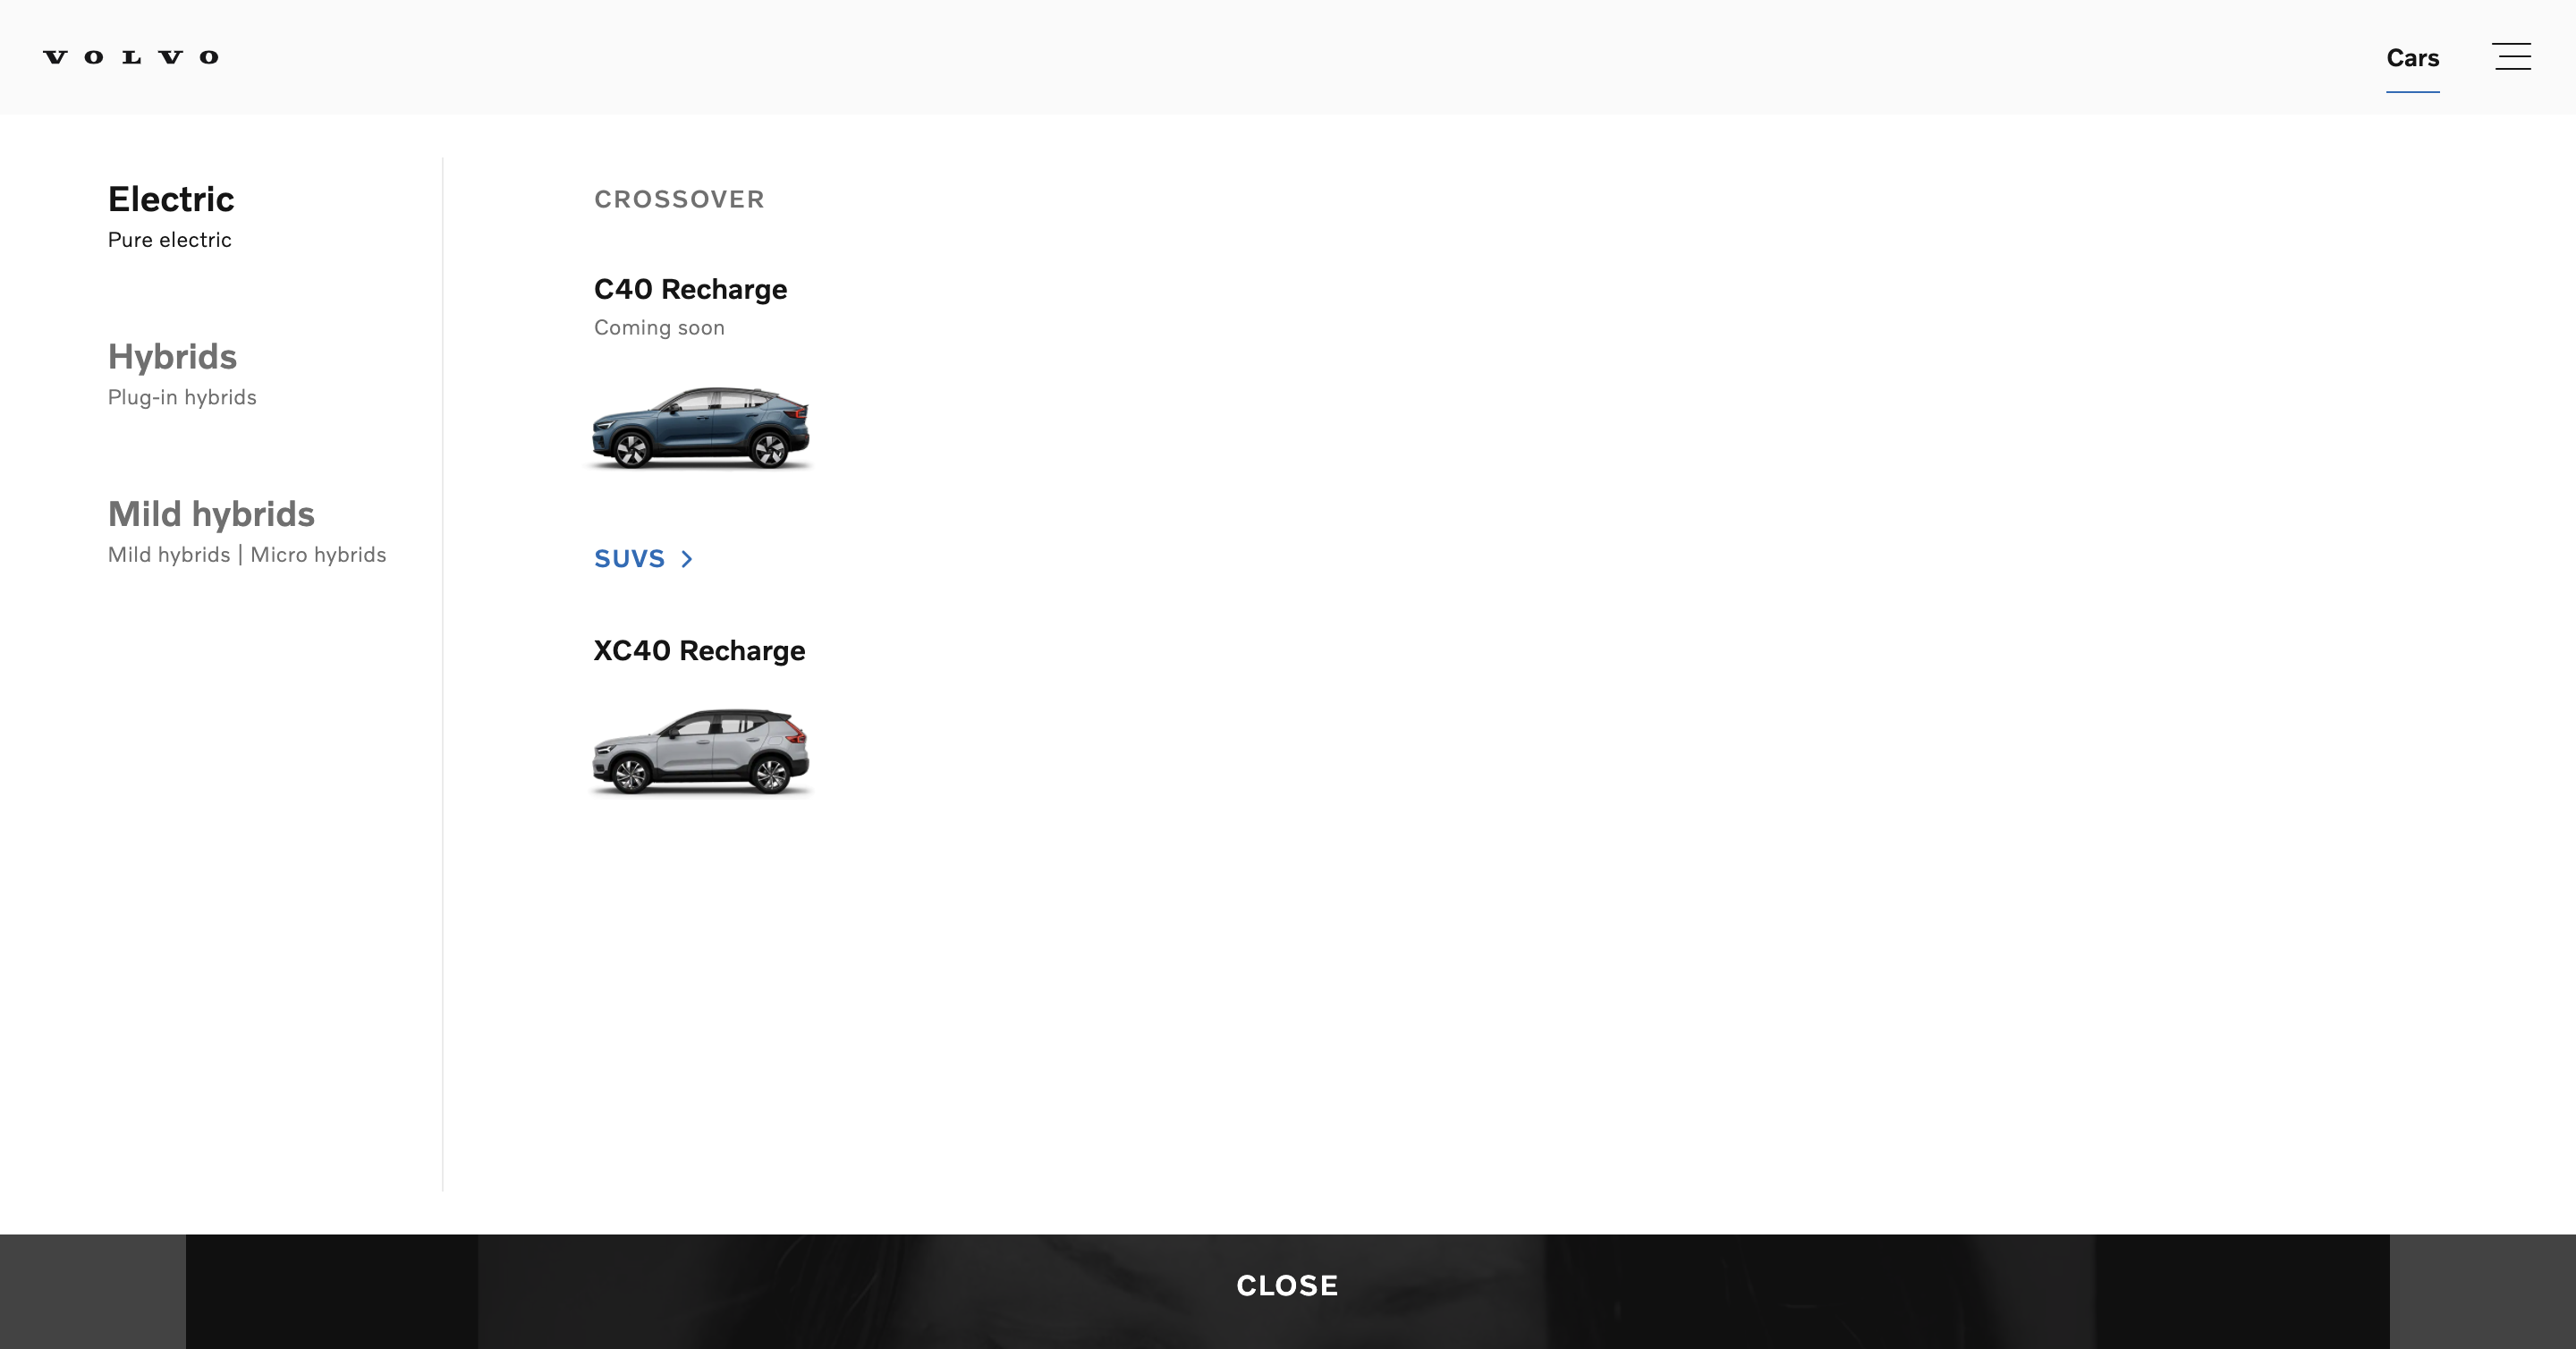 VOLVO
Cars
Electric
Pure electric
Hybrids
Plug-in hybrids
Mild hybrids
Mild hybrids | Micro hybrids
CROSSOVER
C40 Recharge
Coming soon
SUVS
XC40 Recharge
CLOSE